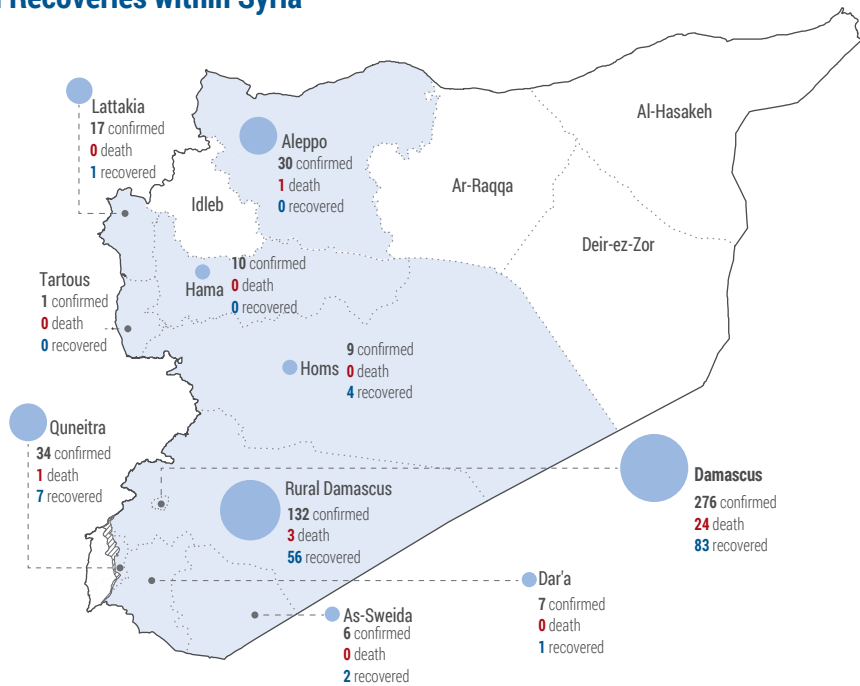 Recoveries within Syria
Lattakia
17 confirmed
0 death
1 recovered
Aleppo
30 confirmed
1 death
0 recovered
Al-Hasakeh
Ar-Raqqa
Idleb
Deir-ez-Zor
Hama
10 confirmed
0 death
0 recovered
Tartous
1 confirmed
0 death
0 recovered
Homs
9 confirmed
0 death
4 recovered
Quneitra
34 confirmed
1 death
7 recovered
Rural Damascus
132 confirmed
3 death
56 recovered
Damascus
276 confirmed
24 death
83 recovered
Dar'a
7 confirmed
0 death
1 recovered
As-Sweida
6 confirmed
0 death
2 recovered